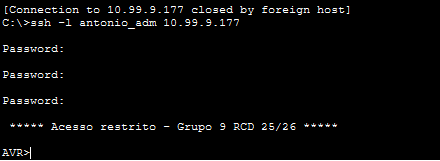 [Connection to 10.99.9.177 closed by foreign host]
C:\>ssh -l antonio_adm 10.99.9.177
Password:
Password:
Password:
***** Acesso restrito - Grupo 9 RCD 25/26 *****
AVR>